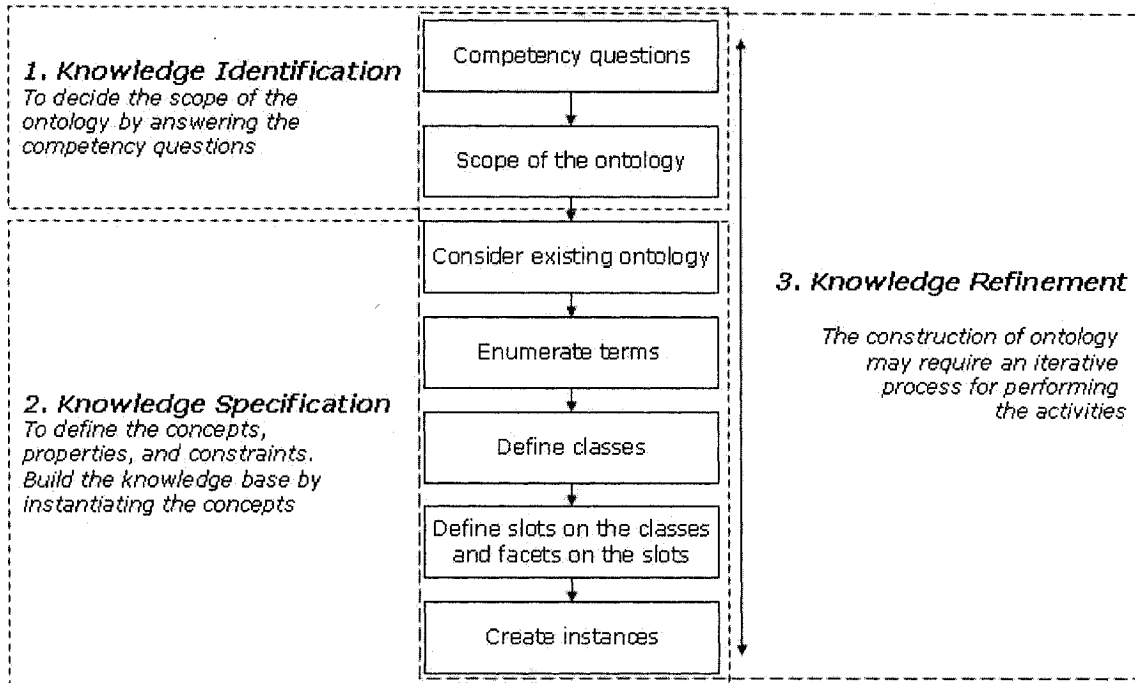 1. Knowledge Identification
To decide the scope of the
ontology by answering the
competency questions
Competency questions
Scope of the ontology
Consider existing ontology
Enumerate terms
2. Knowledge Specification
To define the concepts,
properties, and constraints.
Build the knowledge base by
instantiating the concepts
Define classes
Define slots on the classes
and facets on the slots
Create instances
3. Knowledge Refinement
The construction of ontology
may require an iterative
process for performing
the activities